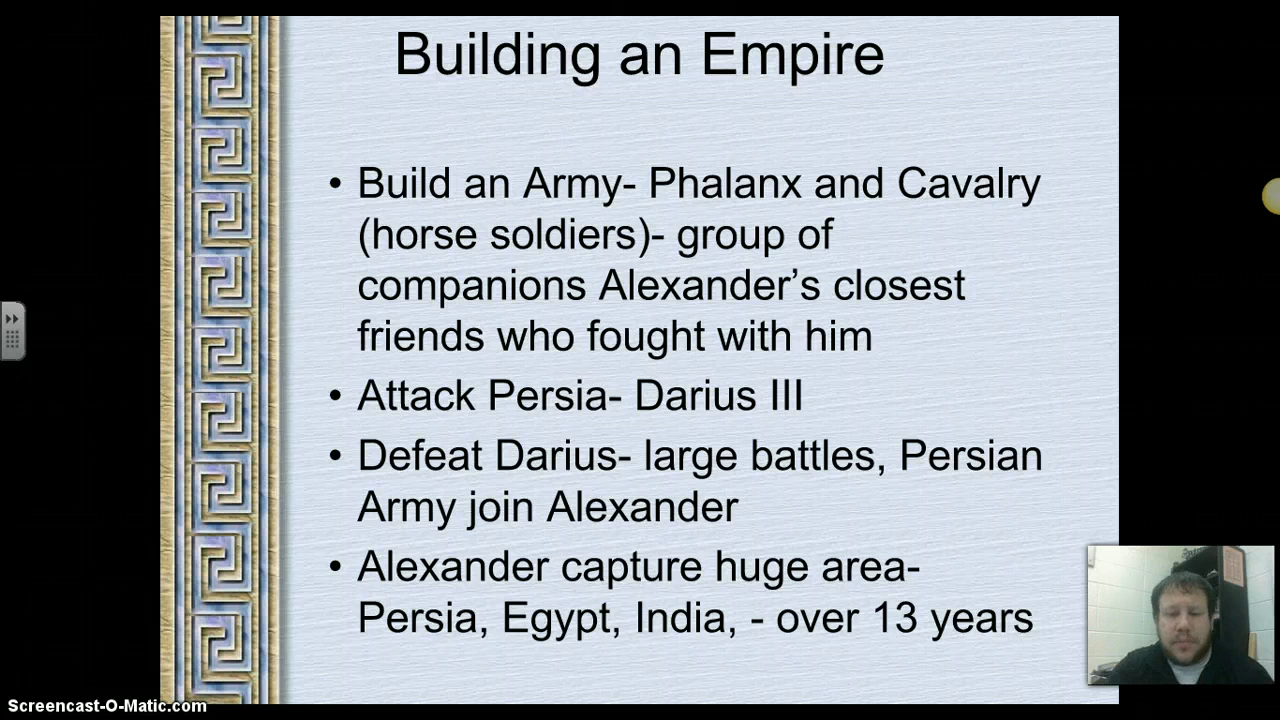 Building an Empire
• Build an Army- Phalanx and Cavalry
(horse soldiers)- group of
companions Alexander’s closest
friends who fought with him
• Attack Persia- Darius III
• Defeat Darius- large battles, Persian
Army join Alexander
• Alexander capture huge area-
Persia, Egypt, India, - over 13 years
Screencast-O-Matic.com